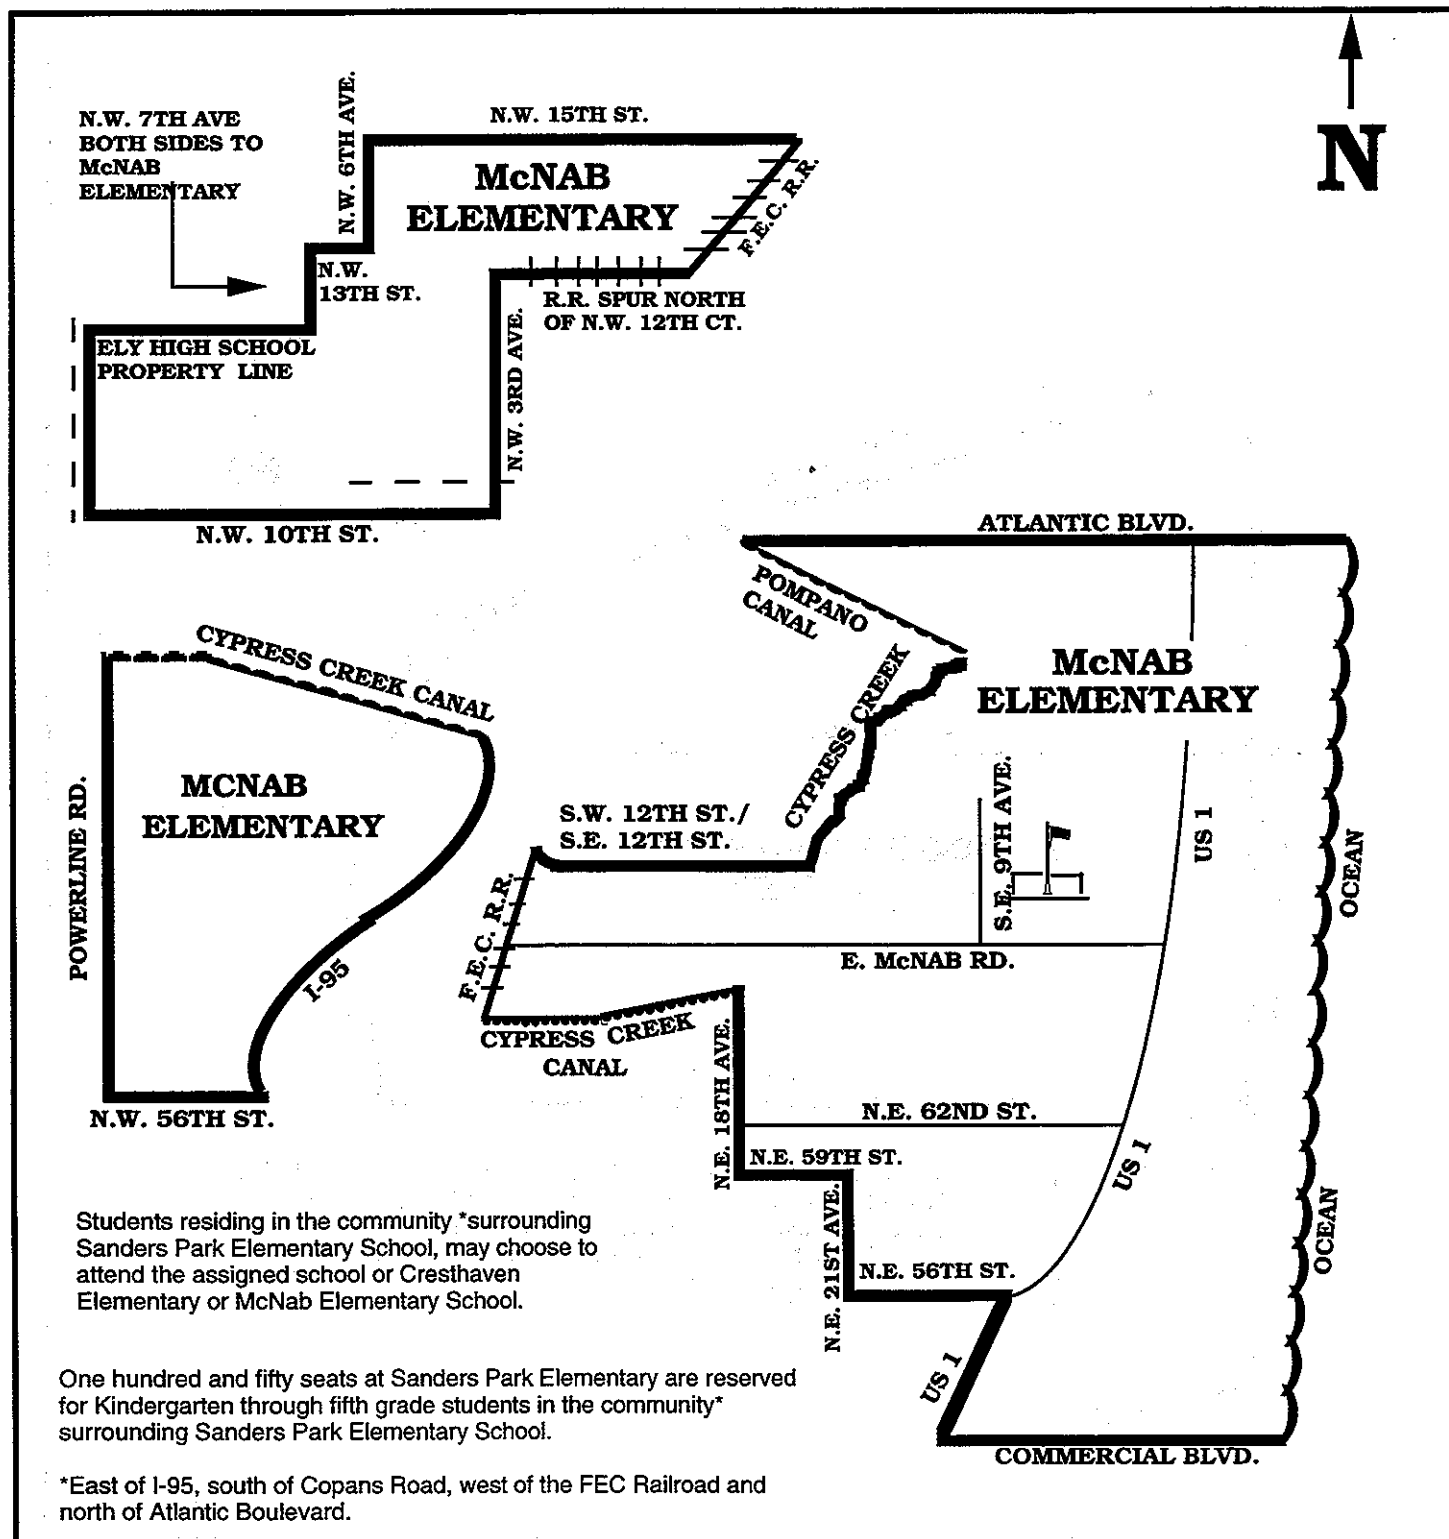 N.W. 7TH AVE
BOTH SIDES TO
McNAB
ELEMENTARY
N.W. 6TH AVE.
N.W. 15TH ST.
N
McNAB
ELEMENTARY
F.E.C. R.R.
N.W.
13TH ST.
R.R. SPUR NORTH
OF N.W. 12TH CT.
ELY HIGH SCHOOL
PROPERTY LINE
N.W. 3RD AVE.
N.W. 10TH ST.
ATLANTIC BLVD.
POMPANO
CANAL
CYPRESS CREEK CANAL
CYPRESS CREEK
McNAB
ELEMENTARY
POWERLINE RD.
MCNAB
ELEMENTARY
S.W. 12TH ST./
S.E. 12TH ST.
S.E. 9TH AVE.
US 1
OCEAN
F.E.C. R.R.
E. McNAB RD.
I-95
CYPRESS CREEK
CANAL
N.W. 56TH ST.
N.E. 18TH AVE.
N.E. 62ND ST.
N.E. 59TH ST.
US 1
OCEAN
N.E. 21ST AVE.
N.E. 56TH ST.
US 1
COMMERCIAL BLVD.
Students residing in the community *surrounding
Sanders Park Elementary School, may choose to
attend the assigned school or Cresthaven
Elementary or McNab Elementary School.
One hundred and fifty seats at Sanders Park Elementary are reserved
for Kindergarten through fifth grade students in the community*
surrounding Sanders Park Elementary School.
*East of I-95, south of Copans Road, west of the FEC Railroad and
north of Atlantic Boulevard.